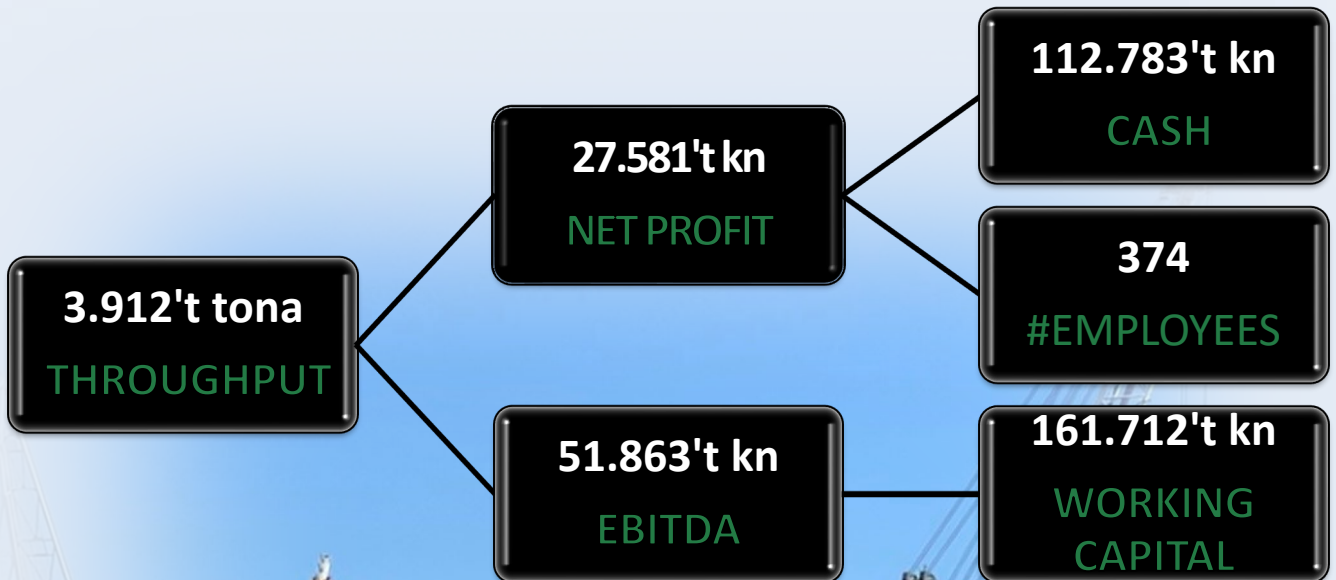 3.912't tona
THROUGHPUT
27.581't kn
NET PROFIT
51.863't kn
EBITDA
112.783't kn
CASH
374
#EMPLOYEES
161.712't kn
WORKING
CAPITAL